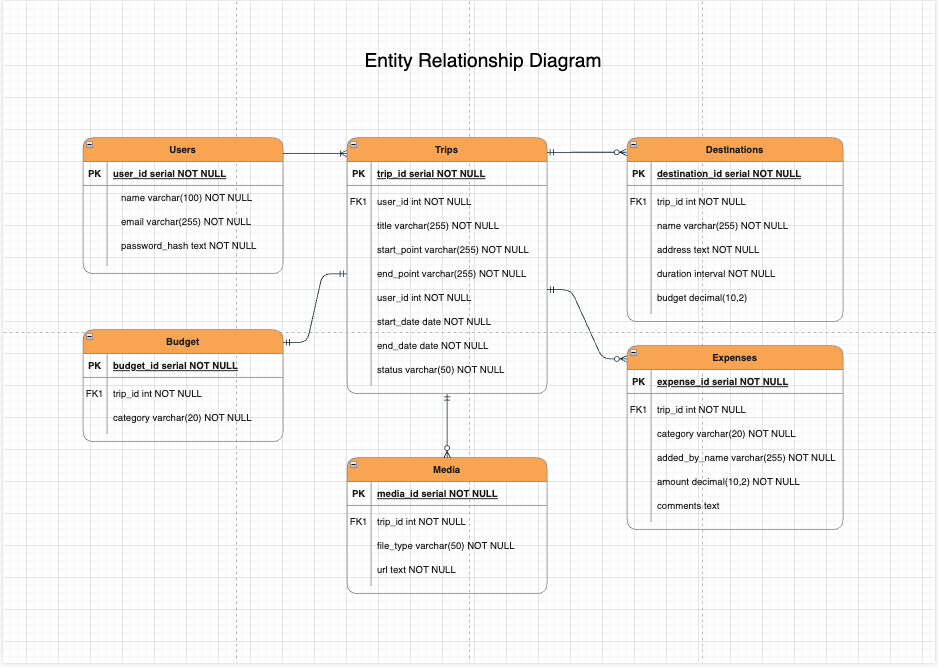 Entity Relationship Diagram
Users
PK user_id serial NOT NULL
name varchar(100) NOT NULL
email varchar(255) NOT NULL
password_hash text NOT NULL
Trips
PK trip_id serial NOT NULL
FK1 user_id int NOT NULL
title varchar(255) NOT NULL
start_point varchar(255) NOT NULL
end_point varchar(255) NOT NULL
user_id int NOT NULL
start_date date NOT NULL
end_date date NOT NULL
status varchar(50) NOT NULL
Destinations
PK destination_id serial NOT NULL
FK1 trip_id int NOT NULL
name varchar(255) NOT NULL
address text NOT NULL
duration interval NOT NULL
budget decimal(10,2)
Budget
PK budget_id serial NOT NULL
FK1 trip_id int NOT NULL
category varchar(20) NOT NULL
Expenses
PK expense_id serial NOT NULL
FK1 trip_id int NOT NULL
category varchar(20) NOT NULL
added_by_name varchar(255) NOT NULL
amount decimal(10,2) NOT NULL
comments text
Media
PK media_id serial NOT NULL
FK1 trip_id int NOT NULL
file_type varchar(50) NOT NULL
url text NOT NULL